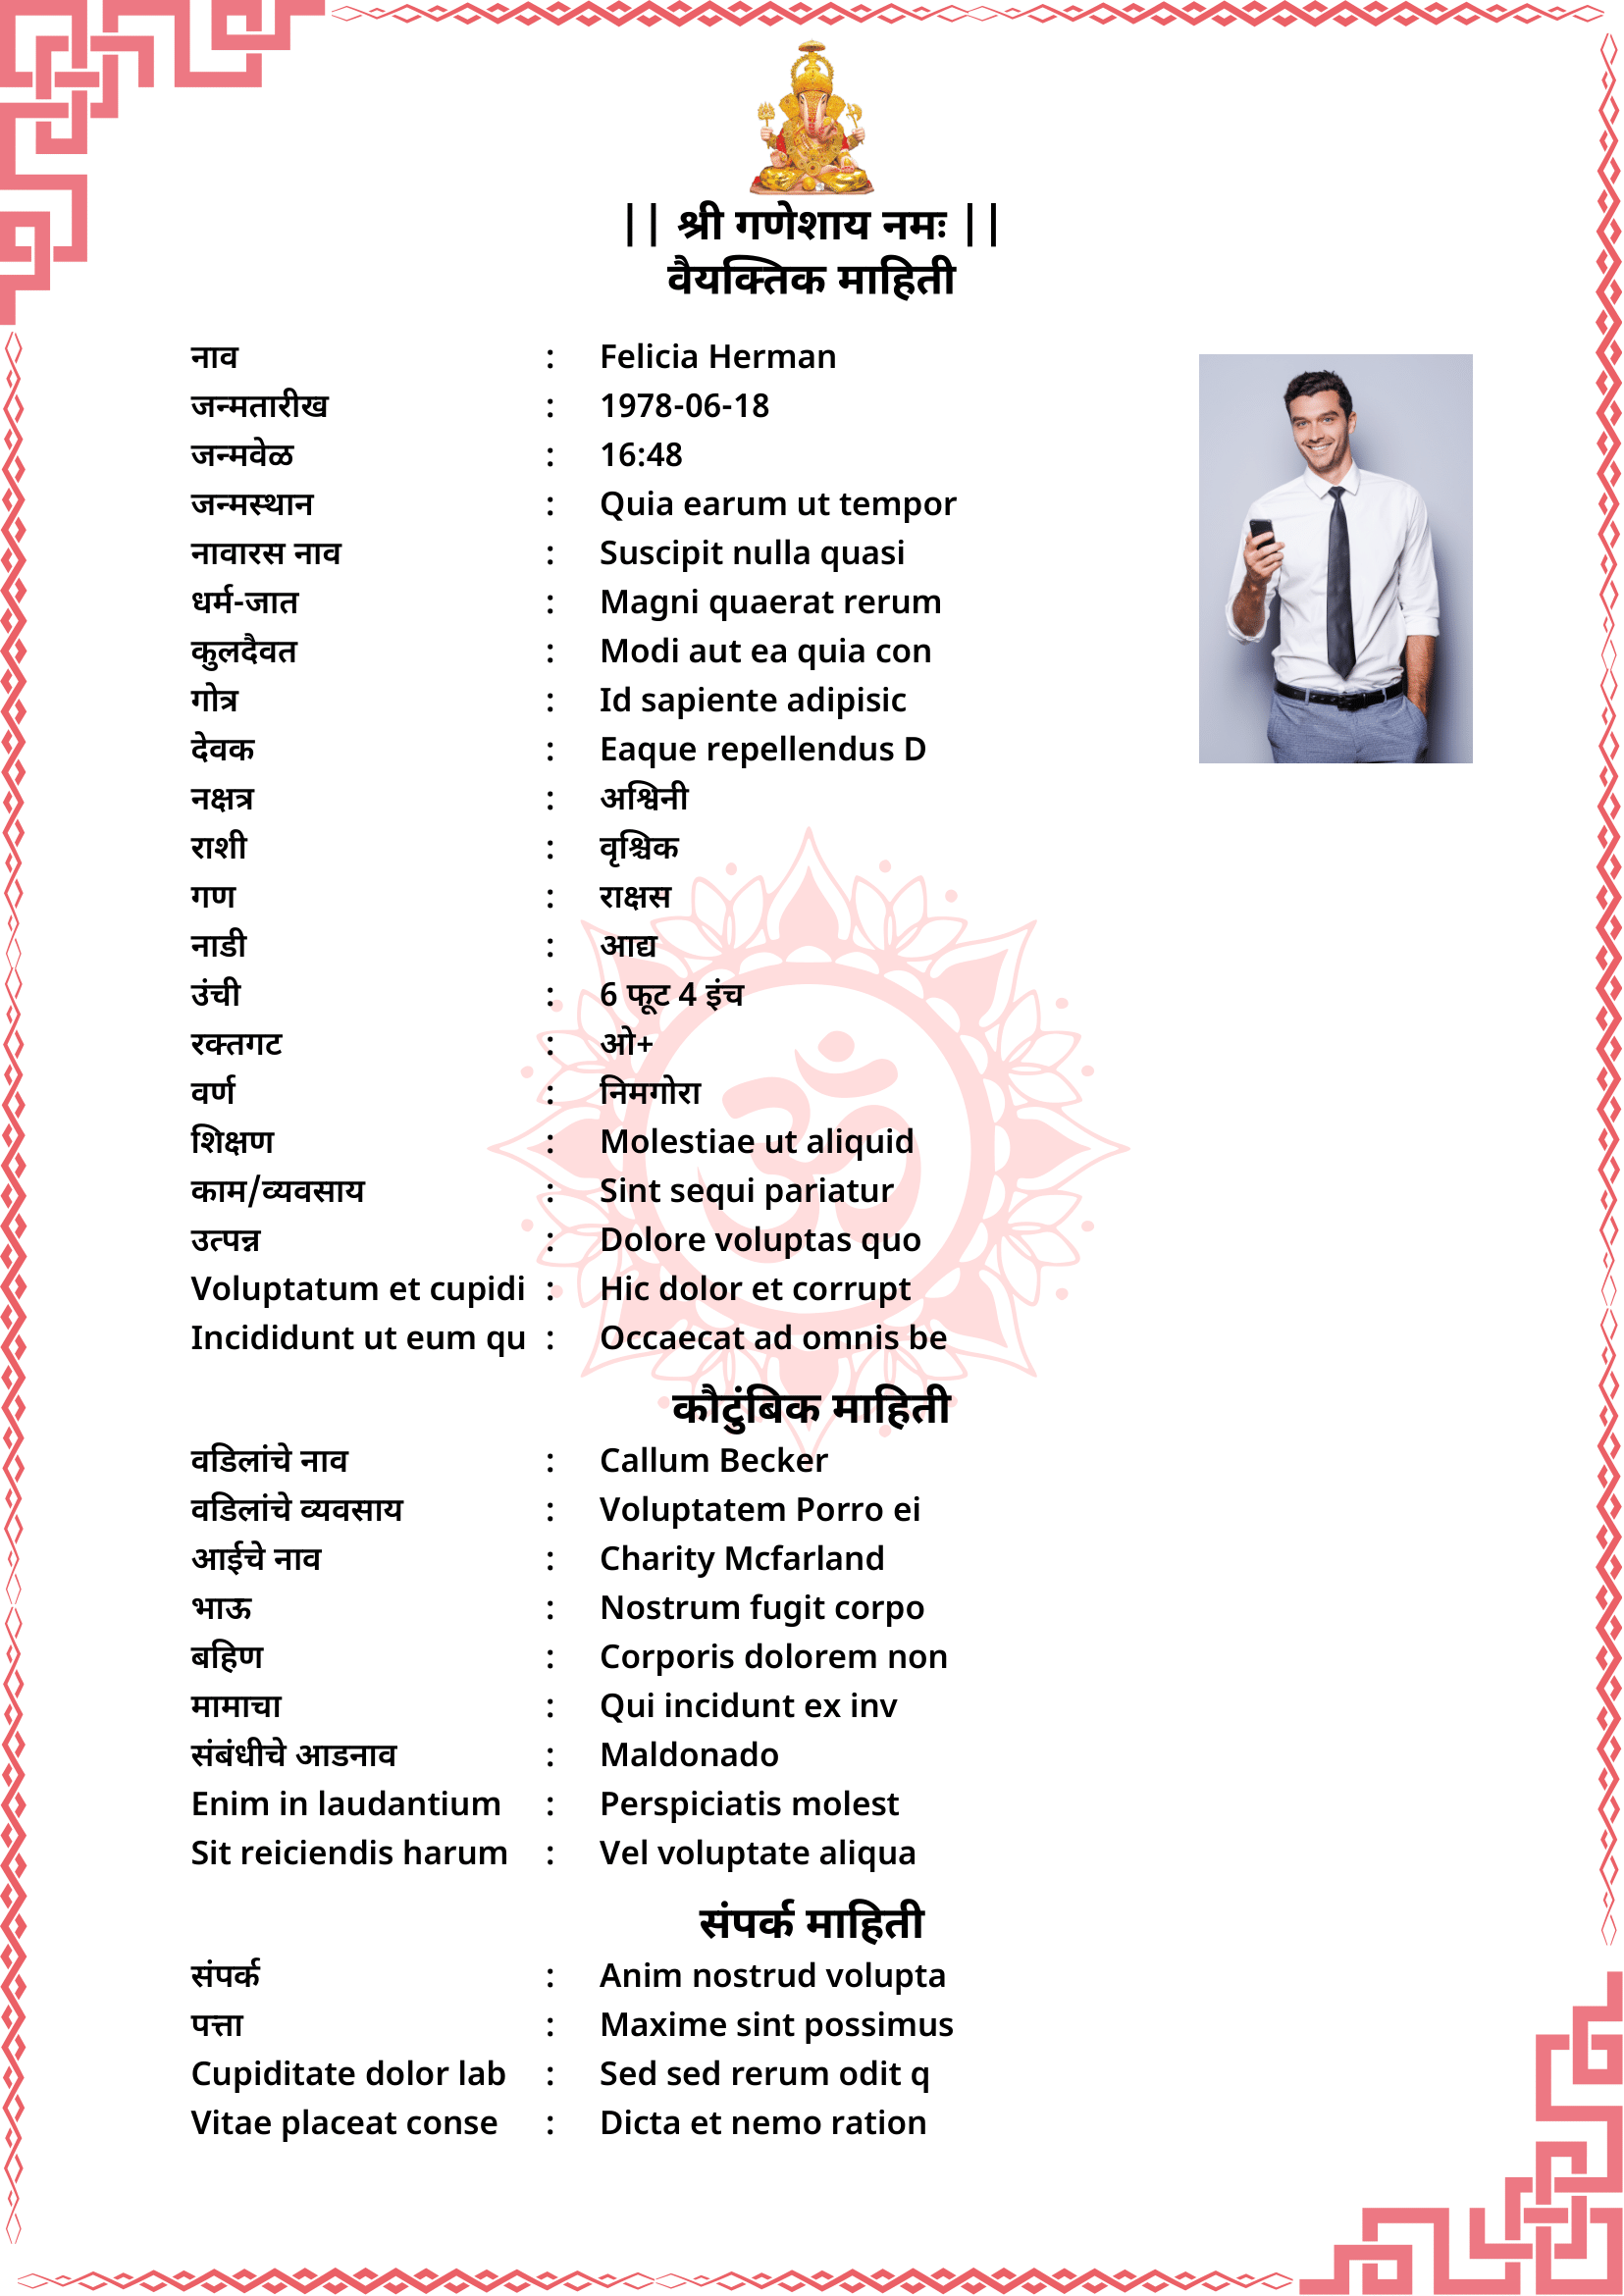 || श्री गणेशाय नमः ||
वैयक्तिक माहिती
नाव : Felicia Herman
जन्मतारीख : 1978-06-18
जन्मवेळ : 16:48
जन्मस्थान : Quia earum ut tempor
नावारस नाव : Suscipit nulla quasi
धर्म-जात : Magni quaerat rerum
कुलदैवत : Modi aut ea quia con
गोत्र : Id sapiente adipisic
देवक : Eaque repellendus D
नक्षत्र : अश्विनी
राशी : वृश्चिक
गण : राक्षस
नाडी : आद्य
उंची : 6 फूट 4 इंच
रक्तगट : ओ+
वर्ण : निमगोरा
शिक्षण : Molestiae ut aliquid
काम/व्यवसाय : Sint sequi pariatur
उत्पन्न : Dolore voluptas quo
Voluptatum et cupidi : Hic dolor et corrupt
Incididunt ut eum qu : Occaecat ad omnis be
ॐ
कौटुंबिक माहिती
वडिलांचे नाव : Callum Becker
वडिलांचे व्यवसाय : Voluptatem Porro ei
आईचे नाव : Charity Mcfarland
भाऊ : Nostrum fugit corpo
बहिण : Corporis dolorem non
मामाचा : Qui incidunt ex inv
संबंधीचे आडनाव : Maldonado
Enim in laudantium : Perspiciatis molest
Sit reiciendis harum : Vel voluptate aliqua
संपर्क माहिती
संपर्क : Anim nostrud volupta
पत्ता : Maxime sint possimus
Cupiditate dolor lab : Sed sed rerum odit q
Vitae placeat conse : Dicta et nemo ration